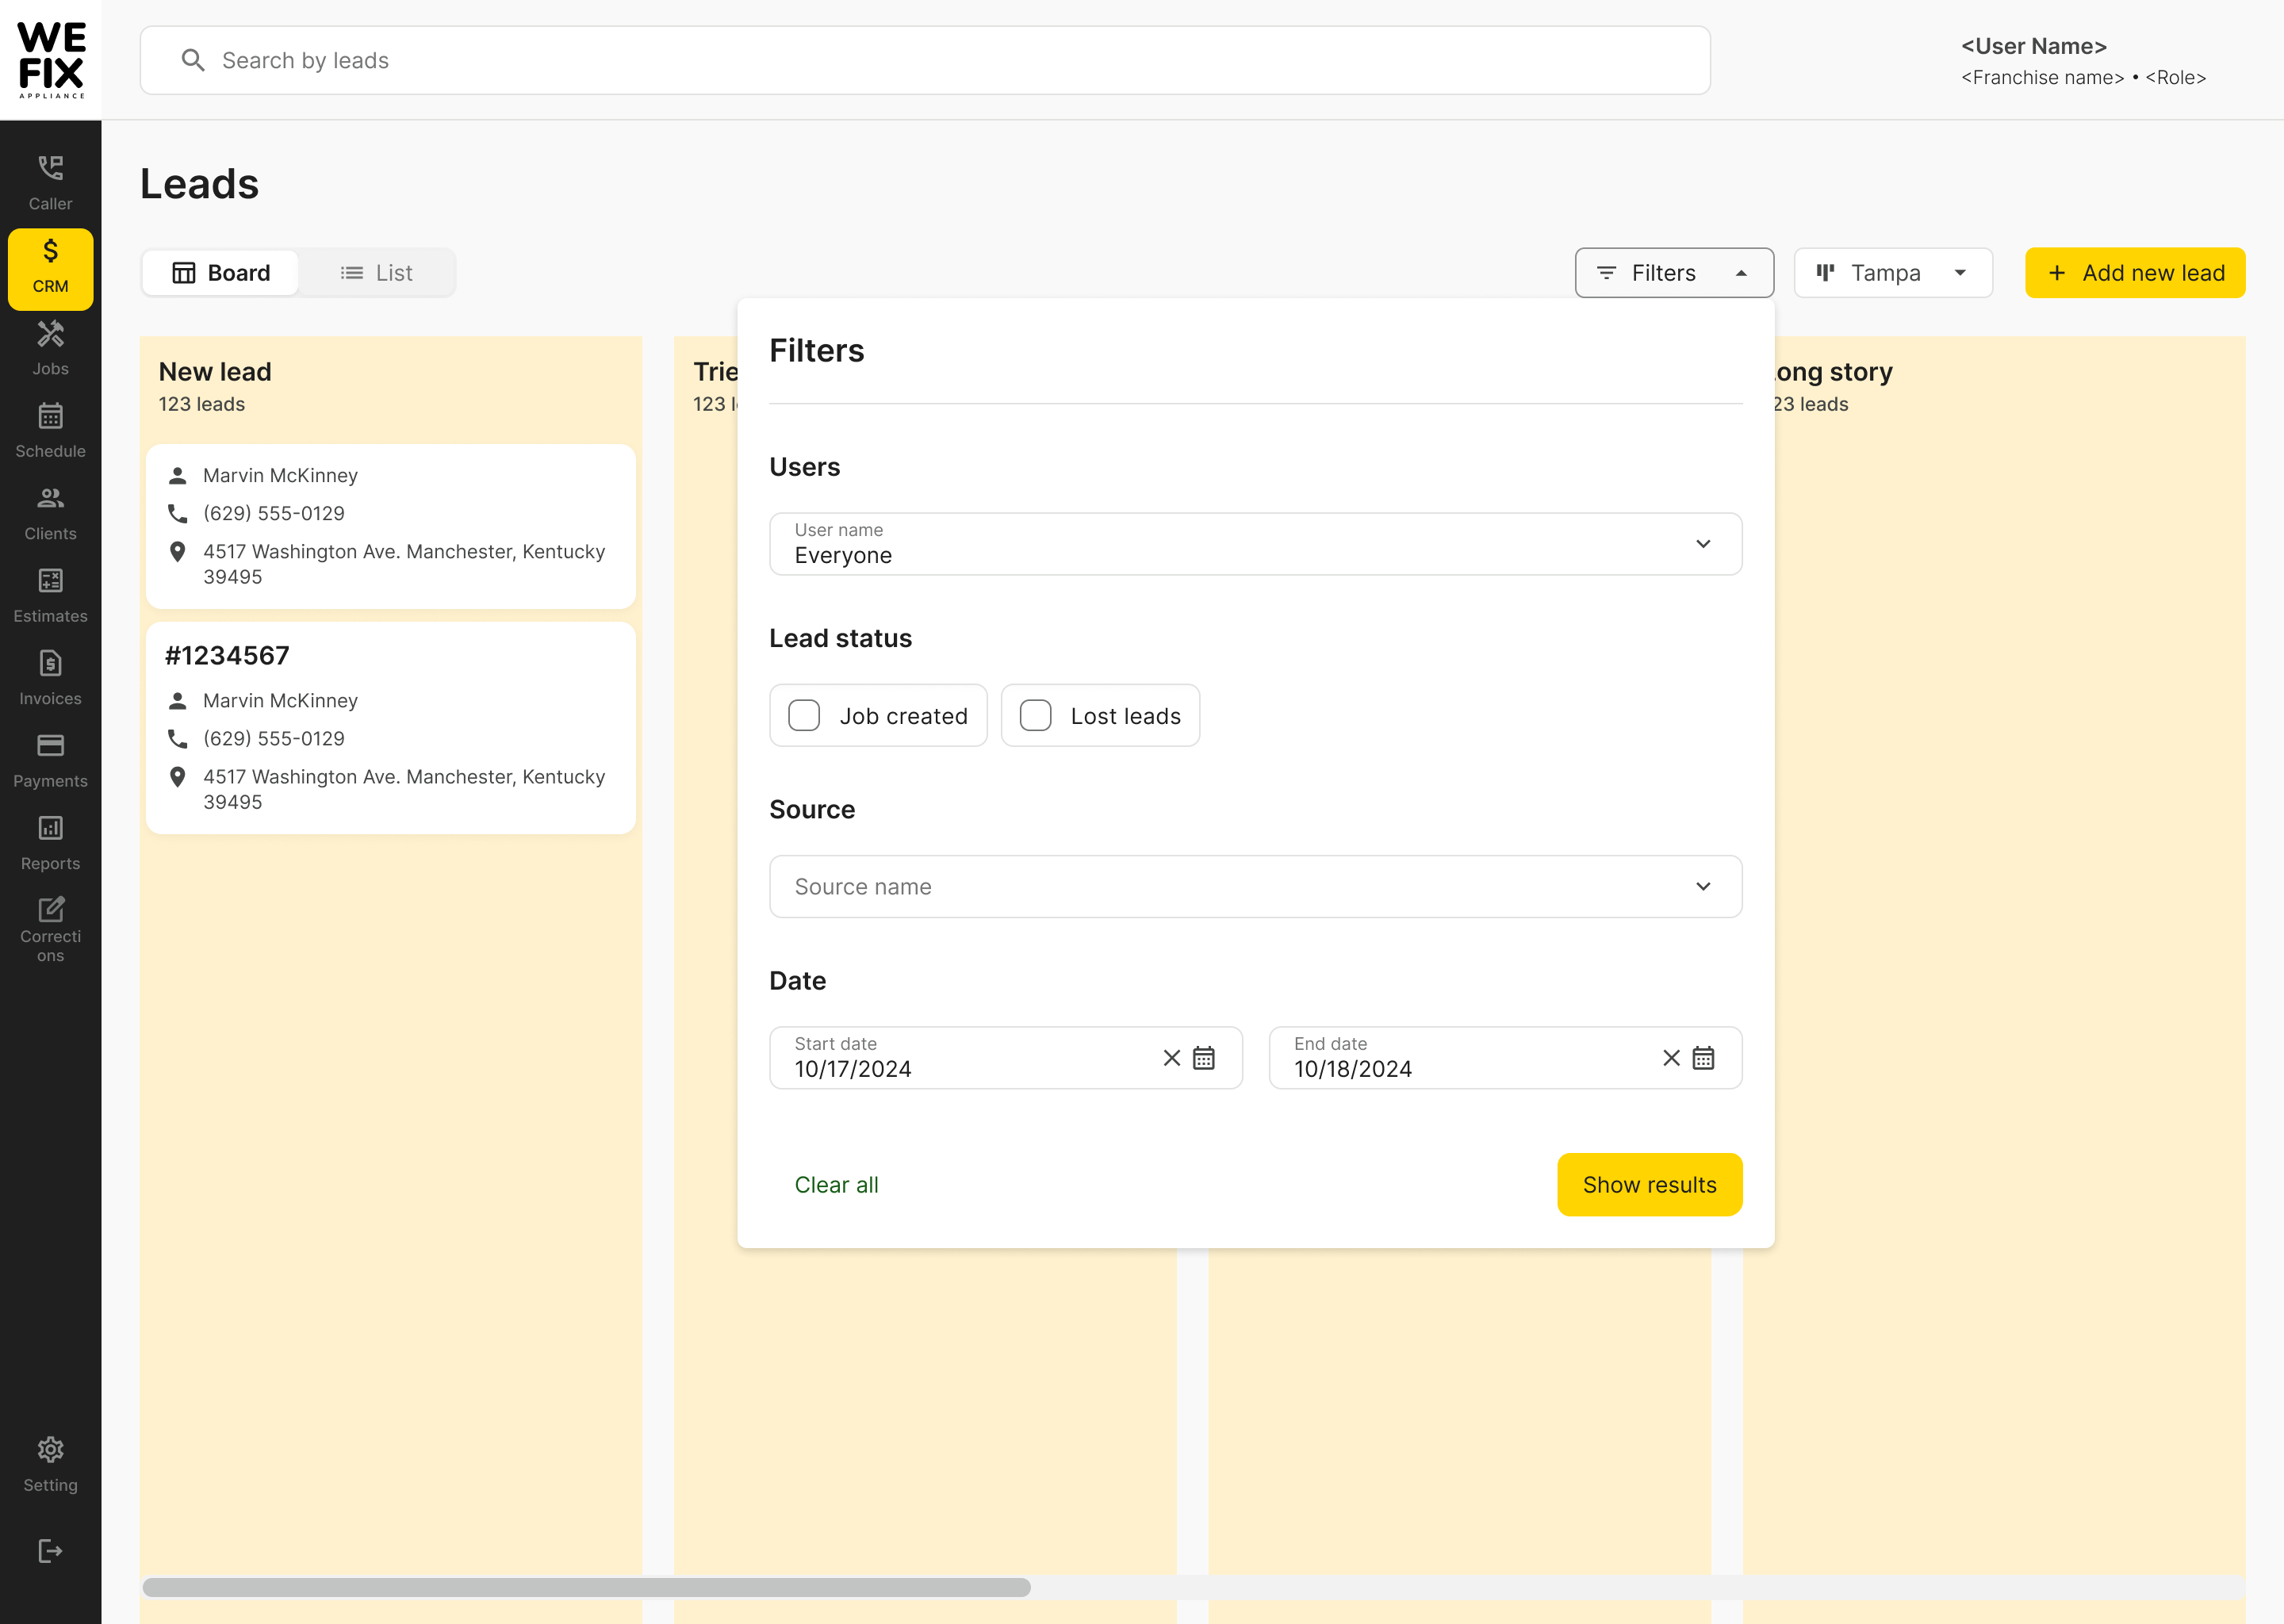 WE
FIX
APPLIANCE
Search by leads
<User Name>
<Franchise name> • <Role>
Caller
CRM
Jobs
Schedule
Clients
Estimates
Invoices
Payments
Reports
Correcti
ons
Setting
Leads
Board
List
Filters
Tampa
+ Add new lead
New lead
123 leads
Marvin McKinney
(629) 555-0129
4517 Washington Ave. Manchester, Kentucky
39495
#1234567
Marvin McKinney
(629) 555-0129
4517 Washington Ave. Manchester, Kentucky
39495
Trie
123 l
Filters
Users
User name
Everyone
Lead status
Job created
Lost leads
Source
Source name
Date
Start date
10/17/2024
End date
10/18/2024
Clear all
Show results
ong story
23 leads